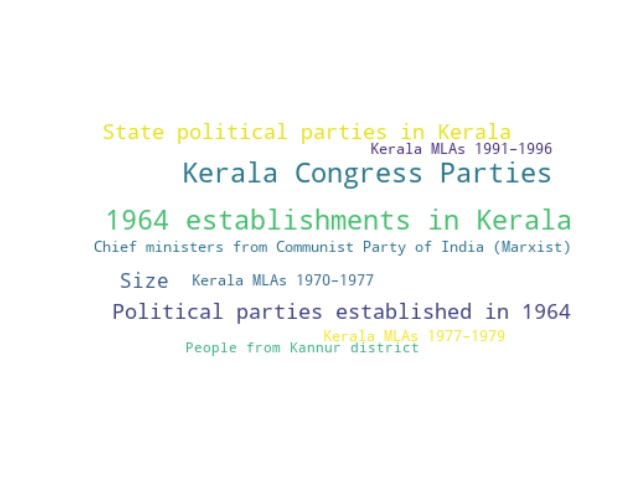 State political parties in Kerala
Kerala MLAs 1991–1996
Kerala Congress Parties
1964 establishments in Kerala
Chief ministers from Communist Party of India (Marxist)
Size
Kerala MLAs 1970–1977
Political parties established in 1964
Kerala MLAs 1977–1979
People from Kannur district